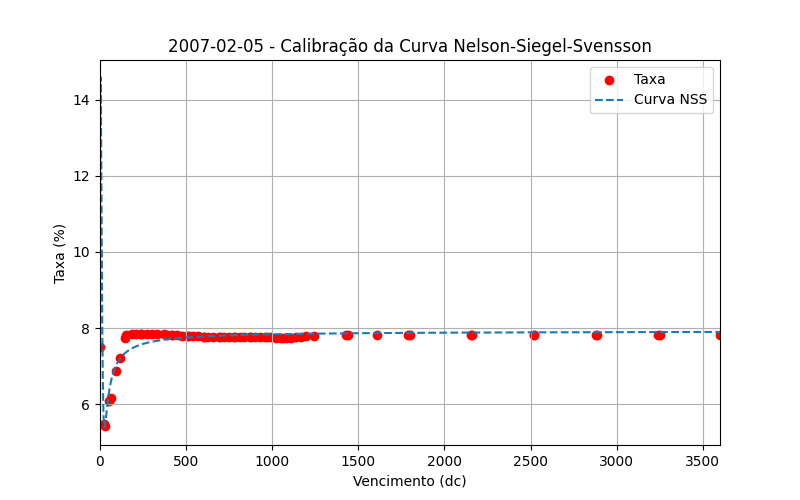 2007-02-05 - Calibração da Curva Nelson-Siegel-Svensson
Taxa
Curva NSS
14
12
10
8
6
Taxa (%)
0 500 1000 1500 2000 2500 3000 3500
Vencimento (dc)